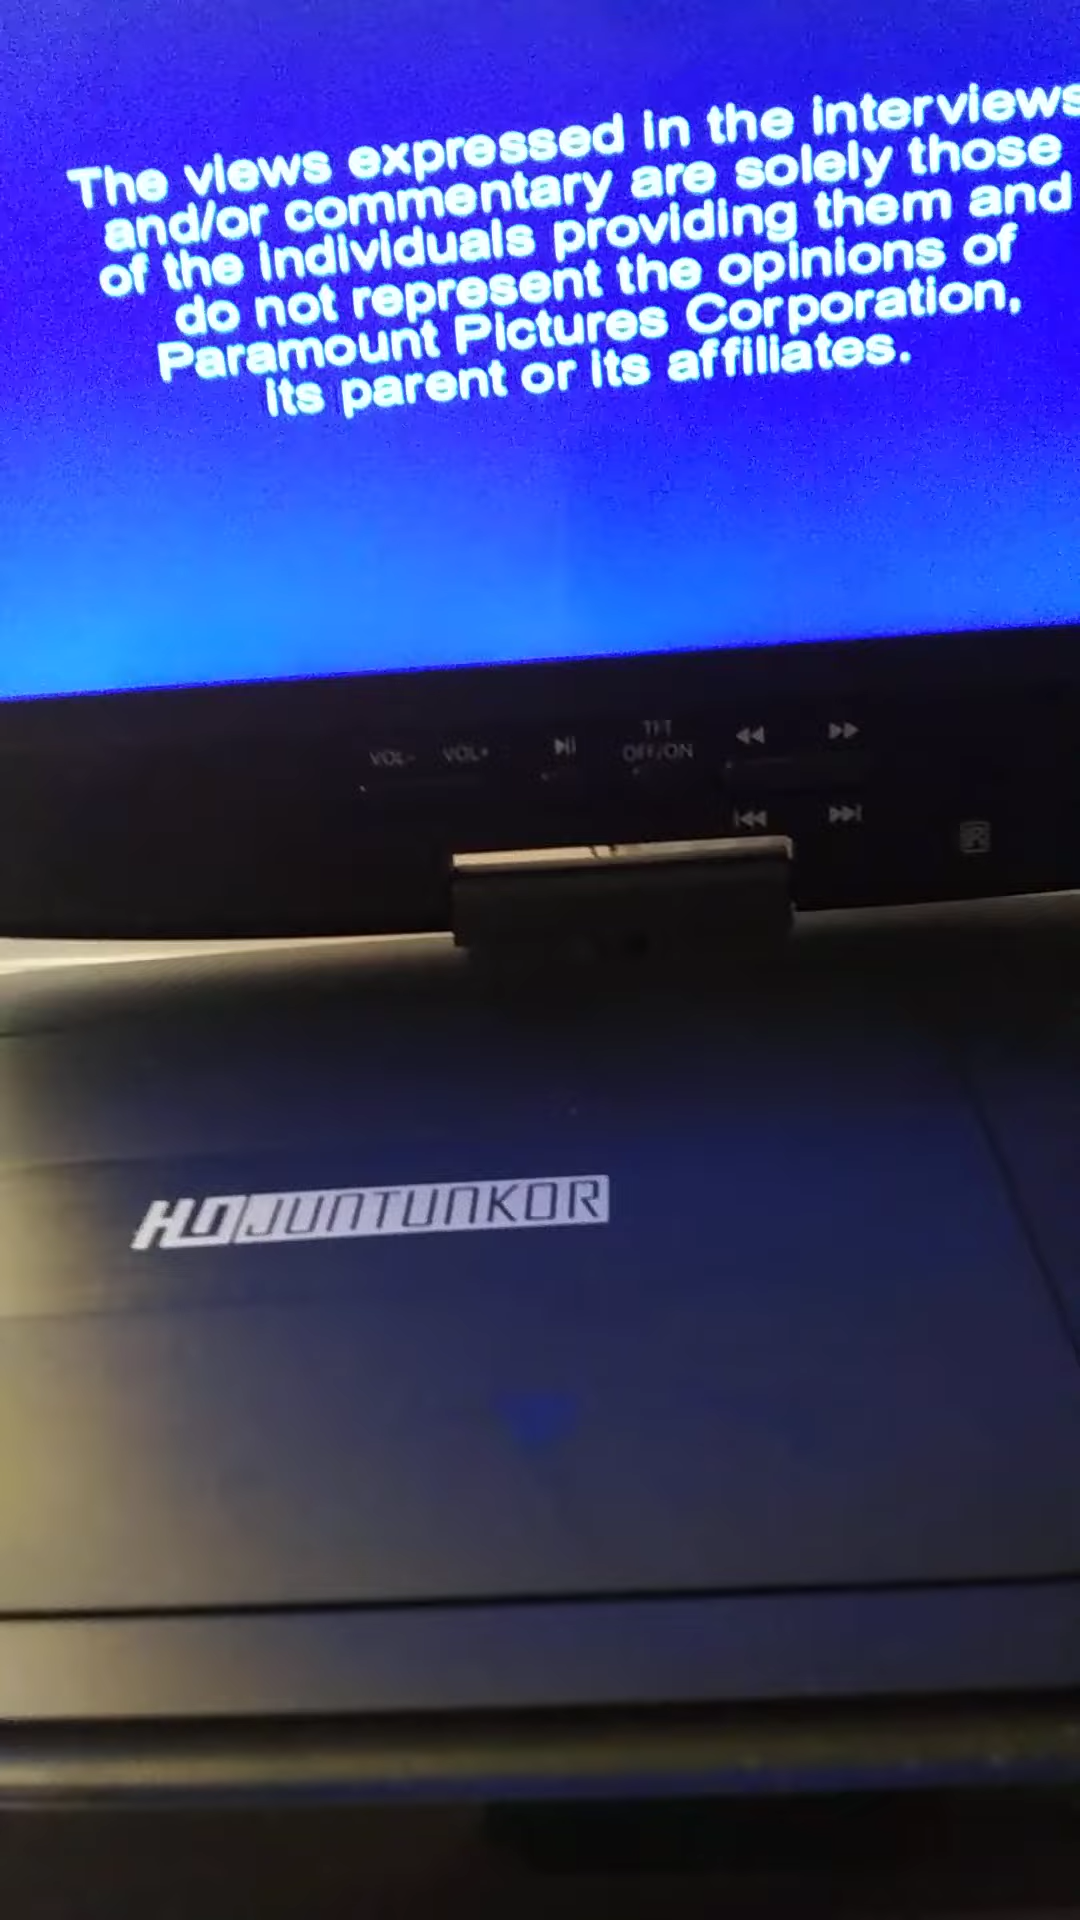 The views expressed in the interviews
and/or commentary are solely those
of the individuals providing them and
do not represent the opinions of
Paramount Pictures Corporation,
its parent or its affiliates.
VOL- VOL+
TFT
OFF/ON
JUNTUNKOR